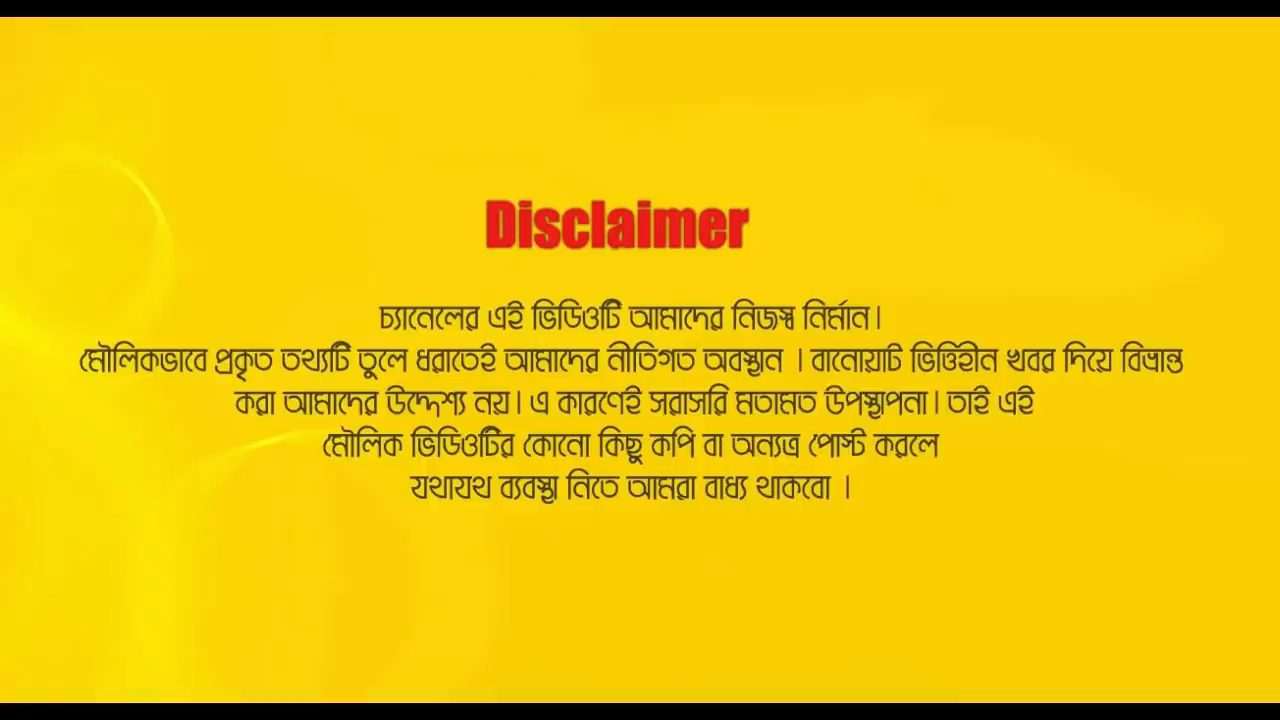 Disclaimer
চ্যানেলের এই ভিডিওটি আমাদের নিজস্ব নির্মান।
মৌলিকভাবে প্রকৃত তথ্যটি তুলে ধরাতেই আমাদের নীতিগত অবস্থান । বানোয়াট ভিত্তিহীন খবর দিয়ে বিভ্রান্ত
করা আমাদের উদ্দেশ্য নয়। এ কারণেই সরাসরি মতামত উপস্থাপনা। তাই এই
মৌলিক ভিডিওটির কোনো কিছু কপি বা অন্যত্র পোস্ট করলে
যথাযথ ব্যবস্থা নিতে আমরা বাধ্য থাকবো ।